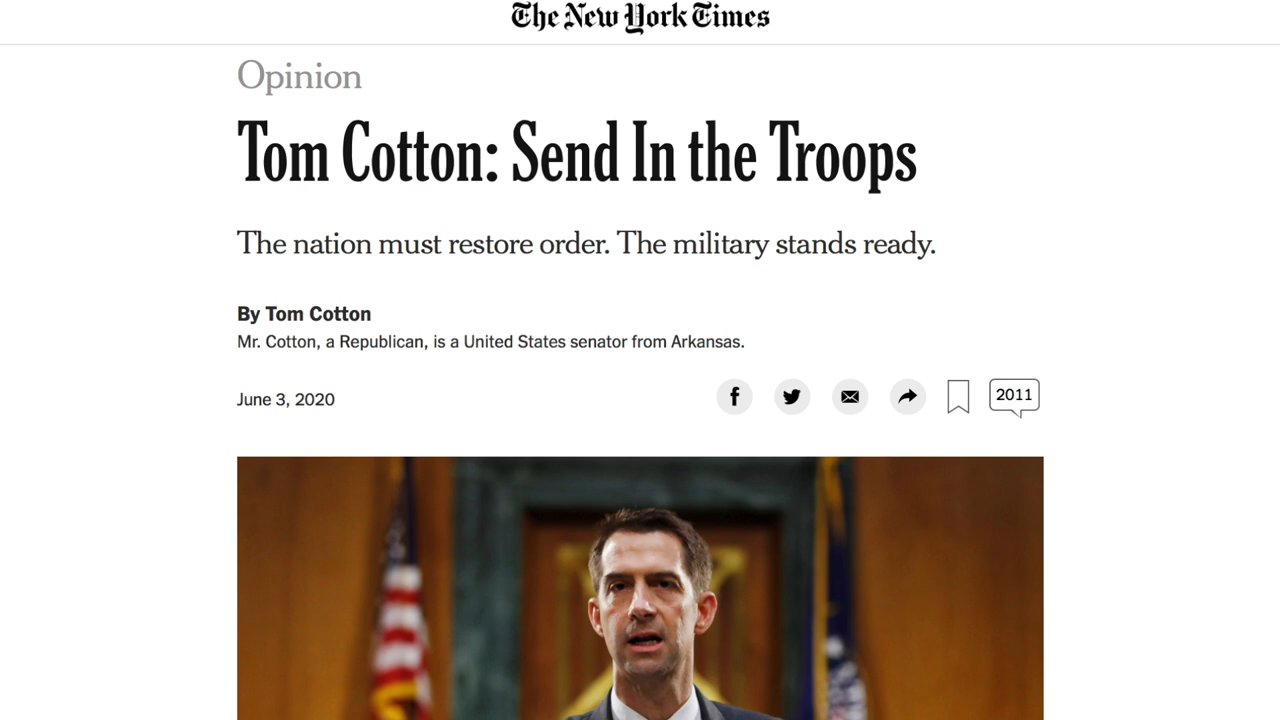 The New York Times
Opinion
Tom Cotton: Send In the Troops
The nation must restore order. The military stands ready.
By Tom Cotton
Mr. Cotton, a Republican, is a United States senator from Arkansas.
June 3, 2020
2011